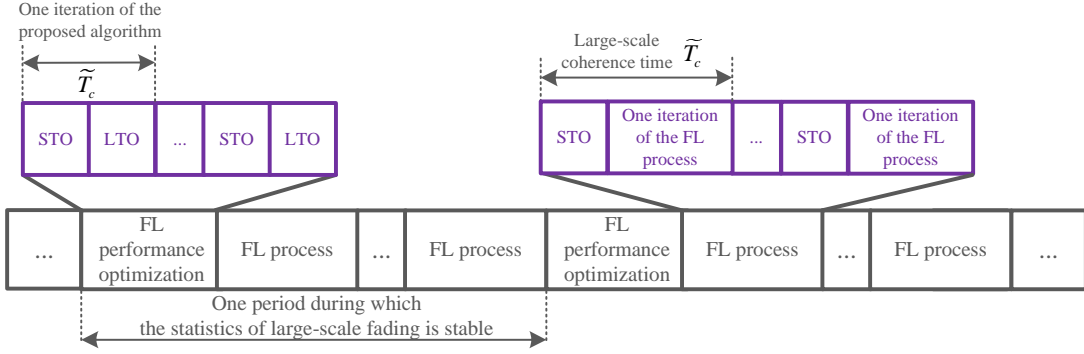 One iteration of the
proposed algorithm
T̃c
Large-scale
coherence time T̃c
STO LTO ... STO LTO
STO
One iteration
of the FL
process
...
STO
One iteration
of the FL
process
...
FL
performance
optimization
FL process
...
FL process
FL
performance
optimization
FL process
...
FL process
...
One period during which
the statistics of large-scale fading is stable